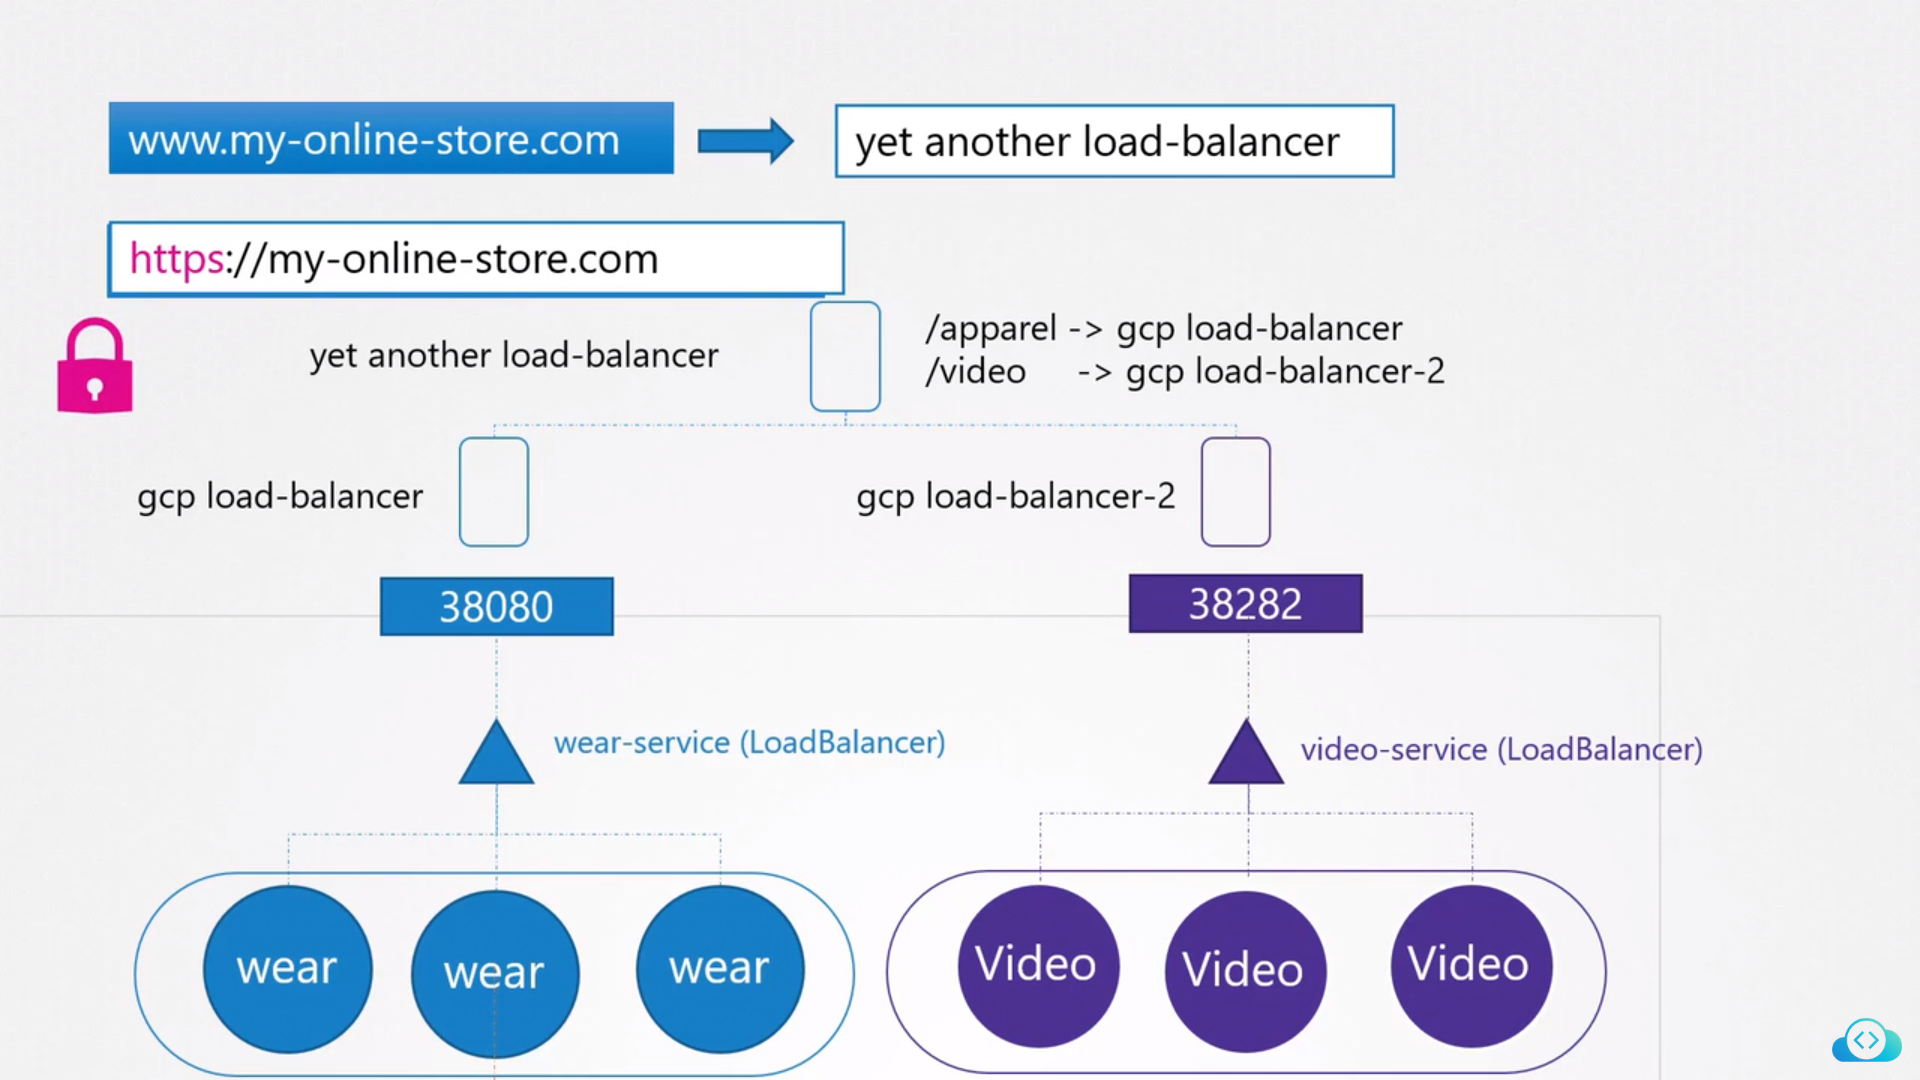 www.my-online-store.com
yet another load-balancer
https://my-online-store.com
yet another load-balancer
/apparel -> gcp load-balancer
/video -> gcp load-balancer-2
gcp load-balancer
gcp load-balancer-2
38080
38282
wear-service (LoadBalancer)
video-service (LoadBalancer)
wear
wear
wear
Video
Video
Video